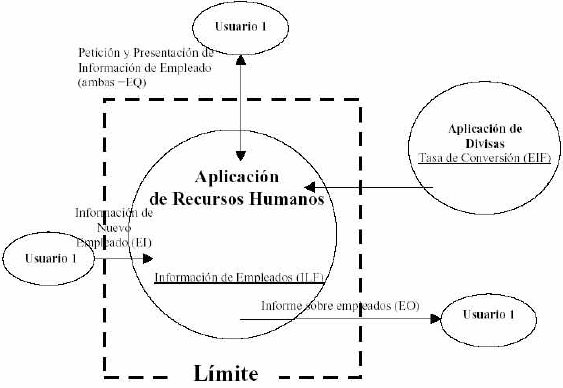 Usuario 1
Petición y Presentación de
Información de Empleado
(ambas –EQ)
Aplicación de
Divisas
Tasa de Conversión (EIF)
Aplicación
de Recursos Humanos
Información de
Nuevo
Empleado (EI)
Usuario 1
Información de Empleados (ILF)
Informe sobre empleados (EO)
Usuario 1
Límite